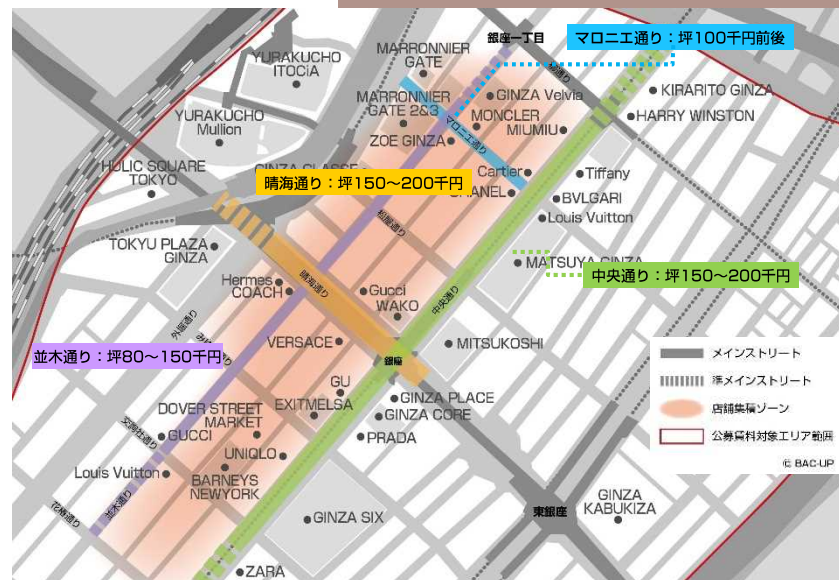 銀座一丁目
マロニエ通り：坪100千円前後
MARRONNIER
GATE
YURAKUCHO
ITOCiA
KIRARITO GINZA
GINZA Velvia
MARRONNIER
GATE 2&3
HARRY WINSTON
MONCLER
マロニエ通り
MIUMIU
YURAKUCHO
Mullion
ZOE GINZA
HULIC SQUARE
TOKYO
Cartier
Tiffany
晴海通り：坪150～200千円
BVLGARI
Louis Vuitton
松屋通り
TOKYU PLAZA
GINZA
MATSUYA GINZA
中央通り：坪150～200千円
晴海通り
Hermes
COACH
Gucci
WAKO
中央通り
外堀通り
VERSACE
MITSUKOSHI
並木通り：坪80～150千円
銀座
メインストリート
準メインストリート
店舗集積ゾーン
公募賃料対象エリア範囲
© BAC-UP
GU
EXITMELSA
GINZA PLACE
GINZA CORE
PRADA
DOVER STREET
MARKET
交詢社通り
GUCCI
UNIQLO
Louis Vuitton
BARNEYS
NEWYORK
並木通り
花椿通り
GINZA SIX
東銀座
GINZA
KABUKIZA
ZARA